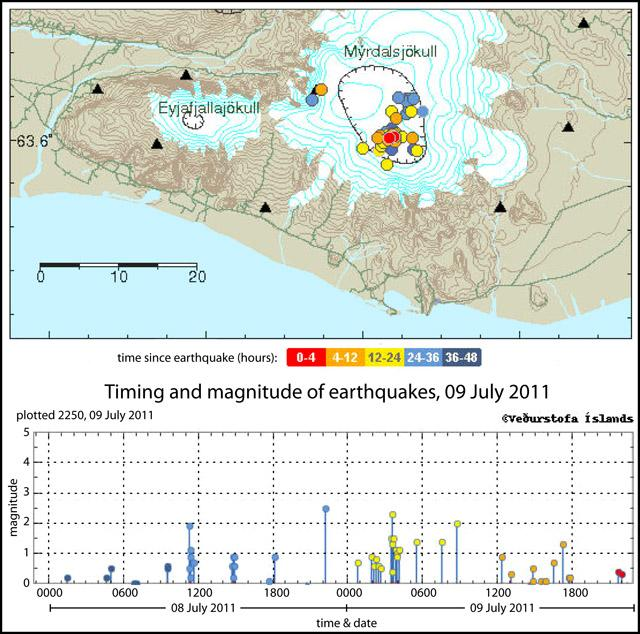 Mýrdalsjökull
Eyjafjallajökull
63.6°
0 10 20
time since earthquake (hours): 0-4 4-12 12-24 24-36 36-48
Timing and magnitude of earthquakes, 09 July 2011
plotted 2250, 09 July 2011
©Veðurstofa Íslands
5
4
3
2
1
0
magnitude
0000 0600 1200 1800 0000 0600 1200 1800
08 July 2011 09 July 2011
time & date